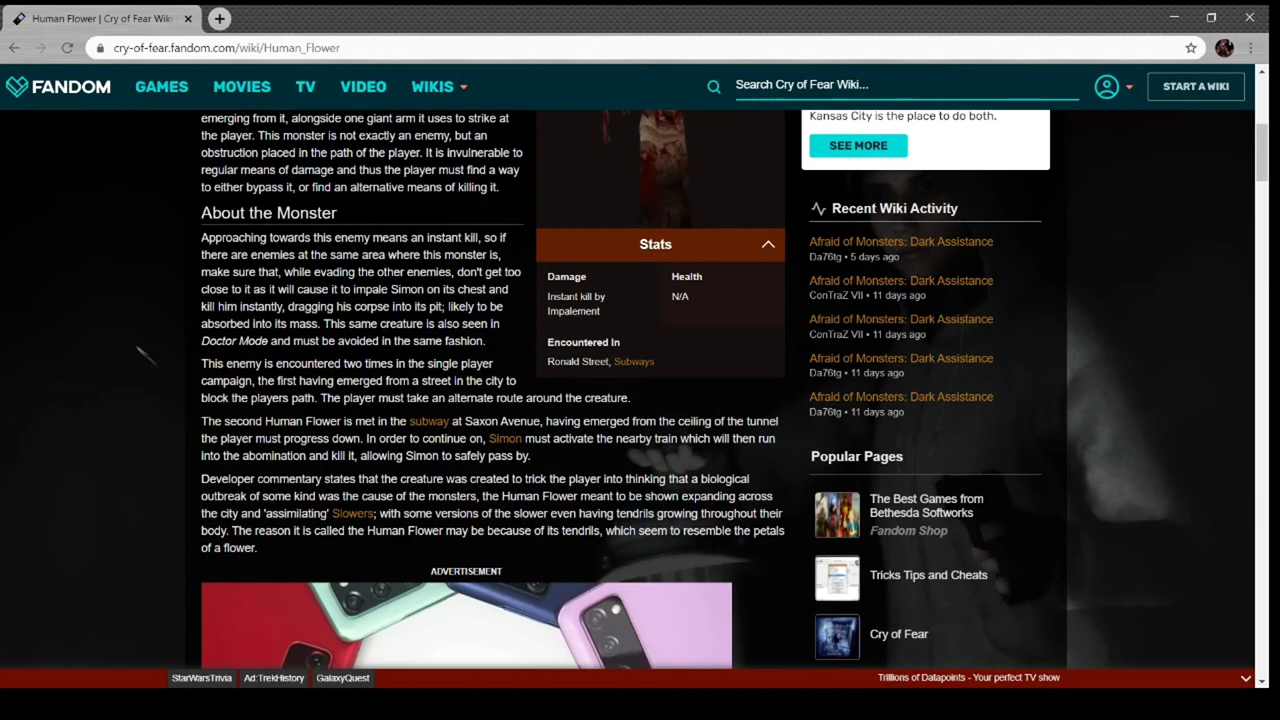 Human Flower | Cry of Fear Wiki
cry-of-fear.fandom.com/wiki/Human_Flower
FANDOM
GAMES
MOVIES
TV
VIDEO
WIKIS
Search Cry of Fear Wiki...
START A WIKI
emerging from it, alongside one giant arm it uses to strike at
the player. This monster is not exactly an enemy, but an
obstruction placed in the path of the player. It is invulnerable to
regular means of damage and thus the player must find a way
to either bypass it, or find an alternative means of killing it.
About the Monster
Approaching towards this enemy means an instant kill, so if
there are enemies at the same area where this monster is,
make sure that, while evading the other enemies, don't get too
close to it as it will cause it to impale Simon on its chest and
kill him instantly, dragging his corpse into its pit; likely to be
absorbed into its mass. This same creature is also seen in
Doctor Mode and must be avoided in the same fashion.
This enemy is encountered two times in the single player
campaign, the first having emerged from a street in the city to
block the players path. The player must take an alternate route around the creature.
The second Human Flower is met in the subway at Saxon Avenue, having emerged from the ceiling of the tunnel
the player must progress down. In order to continue on, Simon must activate the nearby train which will then run
into the abomination and kill it, allowing Simon to safely pass by.
Developer commentary states that the creature was created to trick the player into thinking that a biological
outbreak of some kind was the cause of the monsters, the Human Flower meant to be shown expanding across
the city and 'assimilating' Slowers; with some versions of the slower even having tendrils growing throughout their
body. The reason it is called the Human Flower may be because of its tendrils, which seem to resemble the petals
of a flower.
ADVERTISEMENT
Stats
Damage
Instant kill by
Impalement
Health
N/A
Encountered In
Ronald Street, Subways
Kansas City is the place to do both.
SEE MORE
Recent Wiki Activity
Afraid of Monsters: Dark Assistance
Da76tg • 5 days ago
Afraid of Monsters: Dark Assistance
ConTraZ VII • 11 days ago
Afraid of Monsters: Dark Assistance
ConTraZ VII • 11 days ago
Afraid of Monsters: Dark Assistance
Da76tg • 11 days ago
Afraid of Monsters: Dark Assistance
Da76tg • 11 days ago
Popular Pages
The Best Games from
Bethesda Softworks
Fandom Shop
Tricks Tips and Cheats
Cry of Fear
StarWarsTrivia
Ad:TrekHistory
GalaxyQuest
Trillions of Datapoints - Your perfect TV show